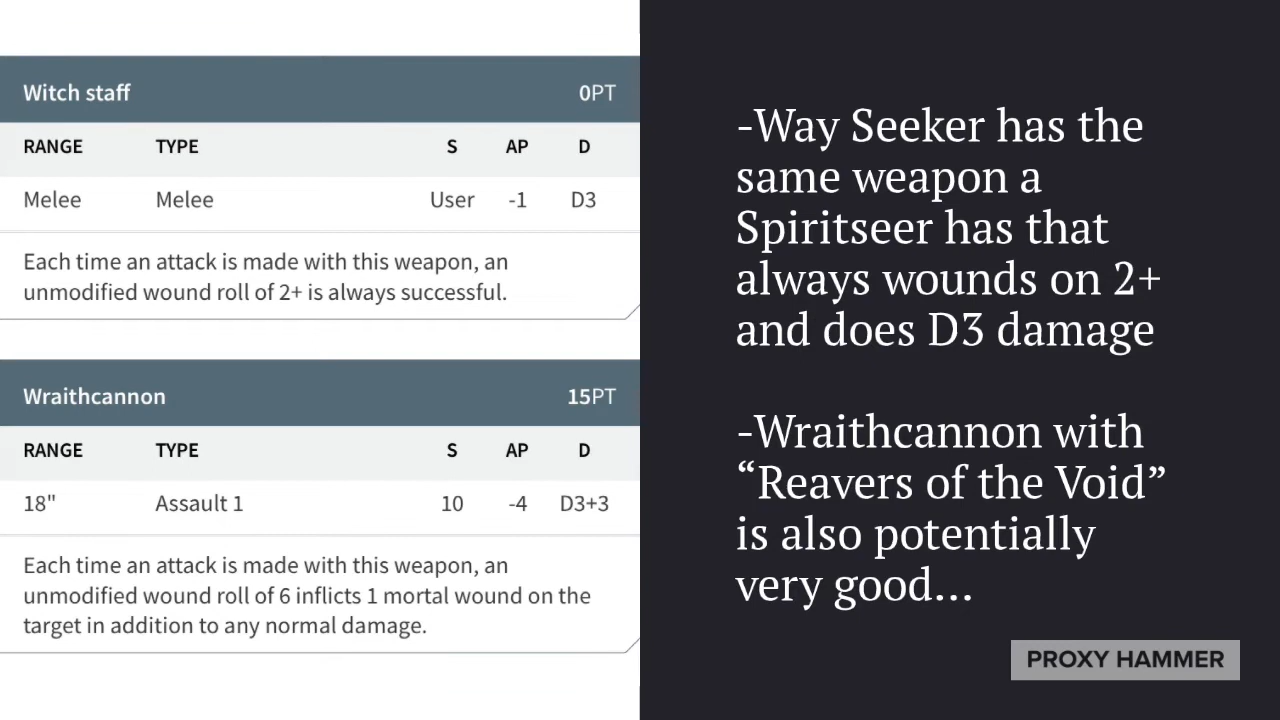 Witch staff 0PT
RANGE TYPE S AP D
Melee Melee User -1 D3
Each time an attack is made with this weapon, an
unmodified wound roll of 2+ is always successful.
Wraithcannon 15PT
RANGE TYPE S AP D
18" Assault 1 10 -4 D3+3
Each time an attack is made with this weapon, an
unmodified wound roll of 6 inflicts 1 mortal wound on the
target in addition to any normal damage.
-Way Seeker has the
same weapon a
Spiritseer has that
always wounds on 2+
and does D3 damage
-Wraithcannon with
“Reavers of the Void”
is also potentially
very good...
PROXY HAMMER